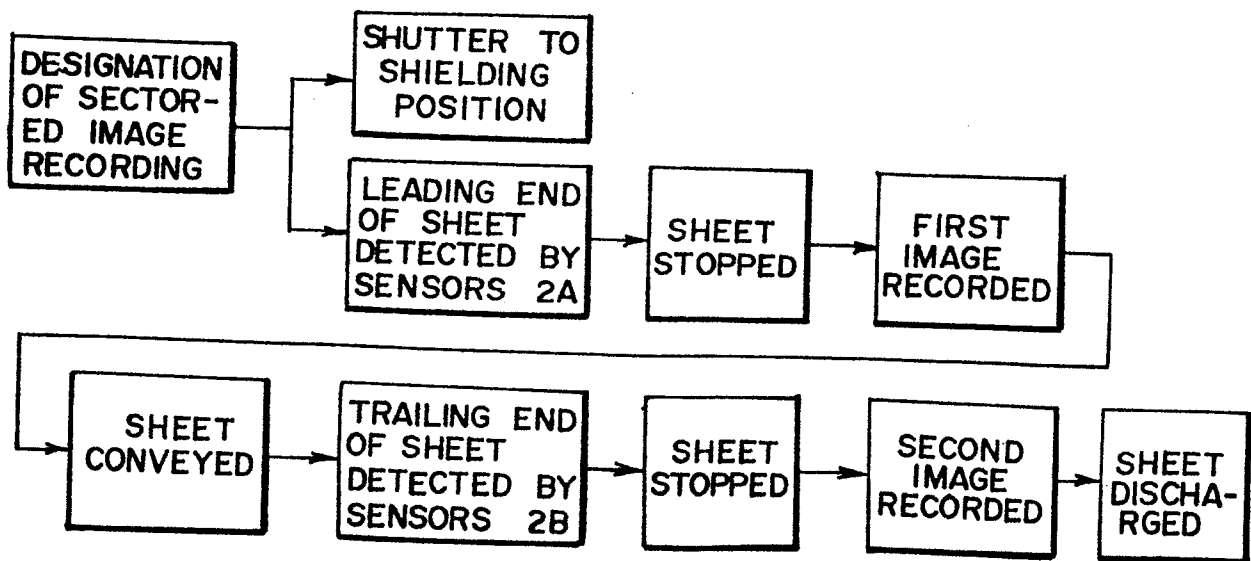 DESIGNATION
OF SECTOR-
ED IMAGE
RECORDING
SHUTTER TO
SHIELDING
POSITION
LEADING END
OF SHEET
DETECTED BY
SENSORS 2A
SHEET
STOPPED
FIRST
IMAGE
RECORDED
SHEET
CONVEYED
TRAILING END
OF SHEET
DETECTED BY
SENSORS 2B
SHEET
STOPPED
SECOND
IMAGE
RECORDED
SHEET
DISCHA-
RGED